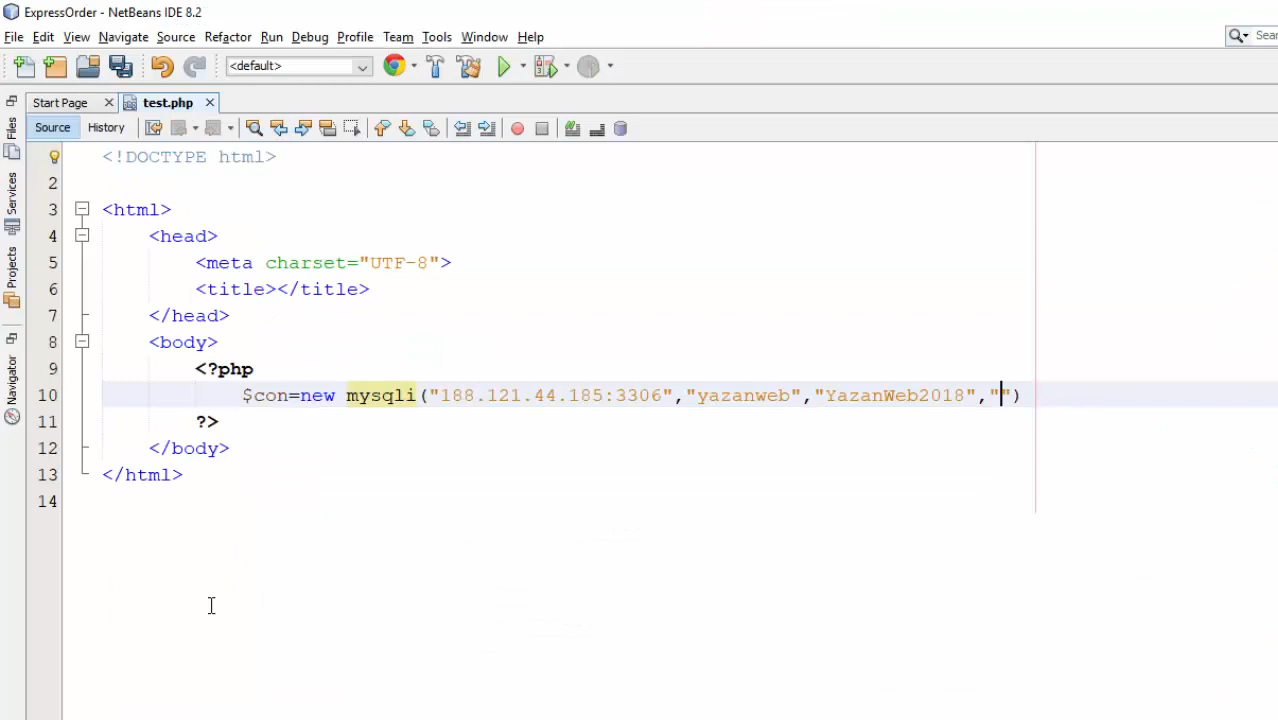 ExpressOrder - NetBeans IDE 8.2
File Edit View Navigate Source Refactor Run Debug Profile Team Tools Window Help
Sear
<default>
Start Page
test.php
Source History
Files
Services
Projects
Navigator
<!DOCTYPE html>
2
3 <html>
4 <head>
5 <meta charset="UTF-8">
6 <title></title>
7 </head>
8 <body>
9 <?php
10 $con=new mysqli("188.121.44.185:3306","yazanweb","YazanWeb2018","")
11 ?>
12 </body>
13 </html>
14